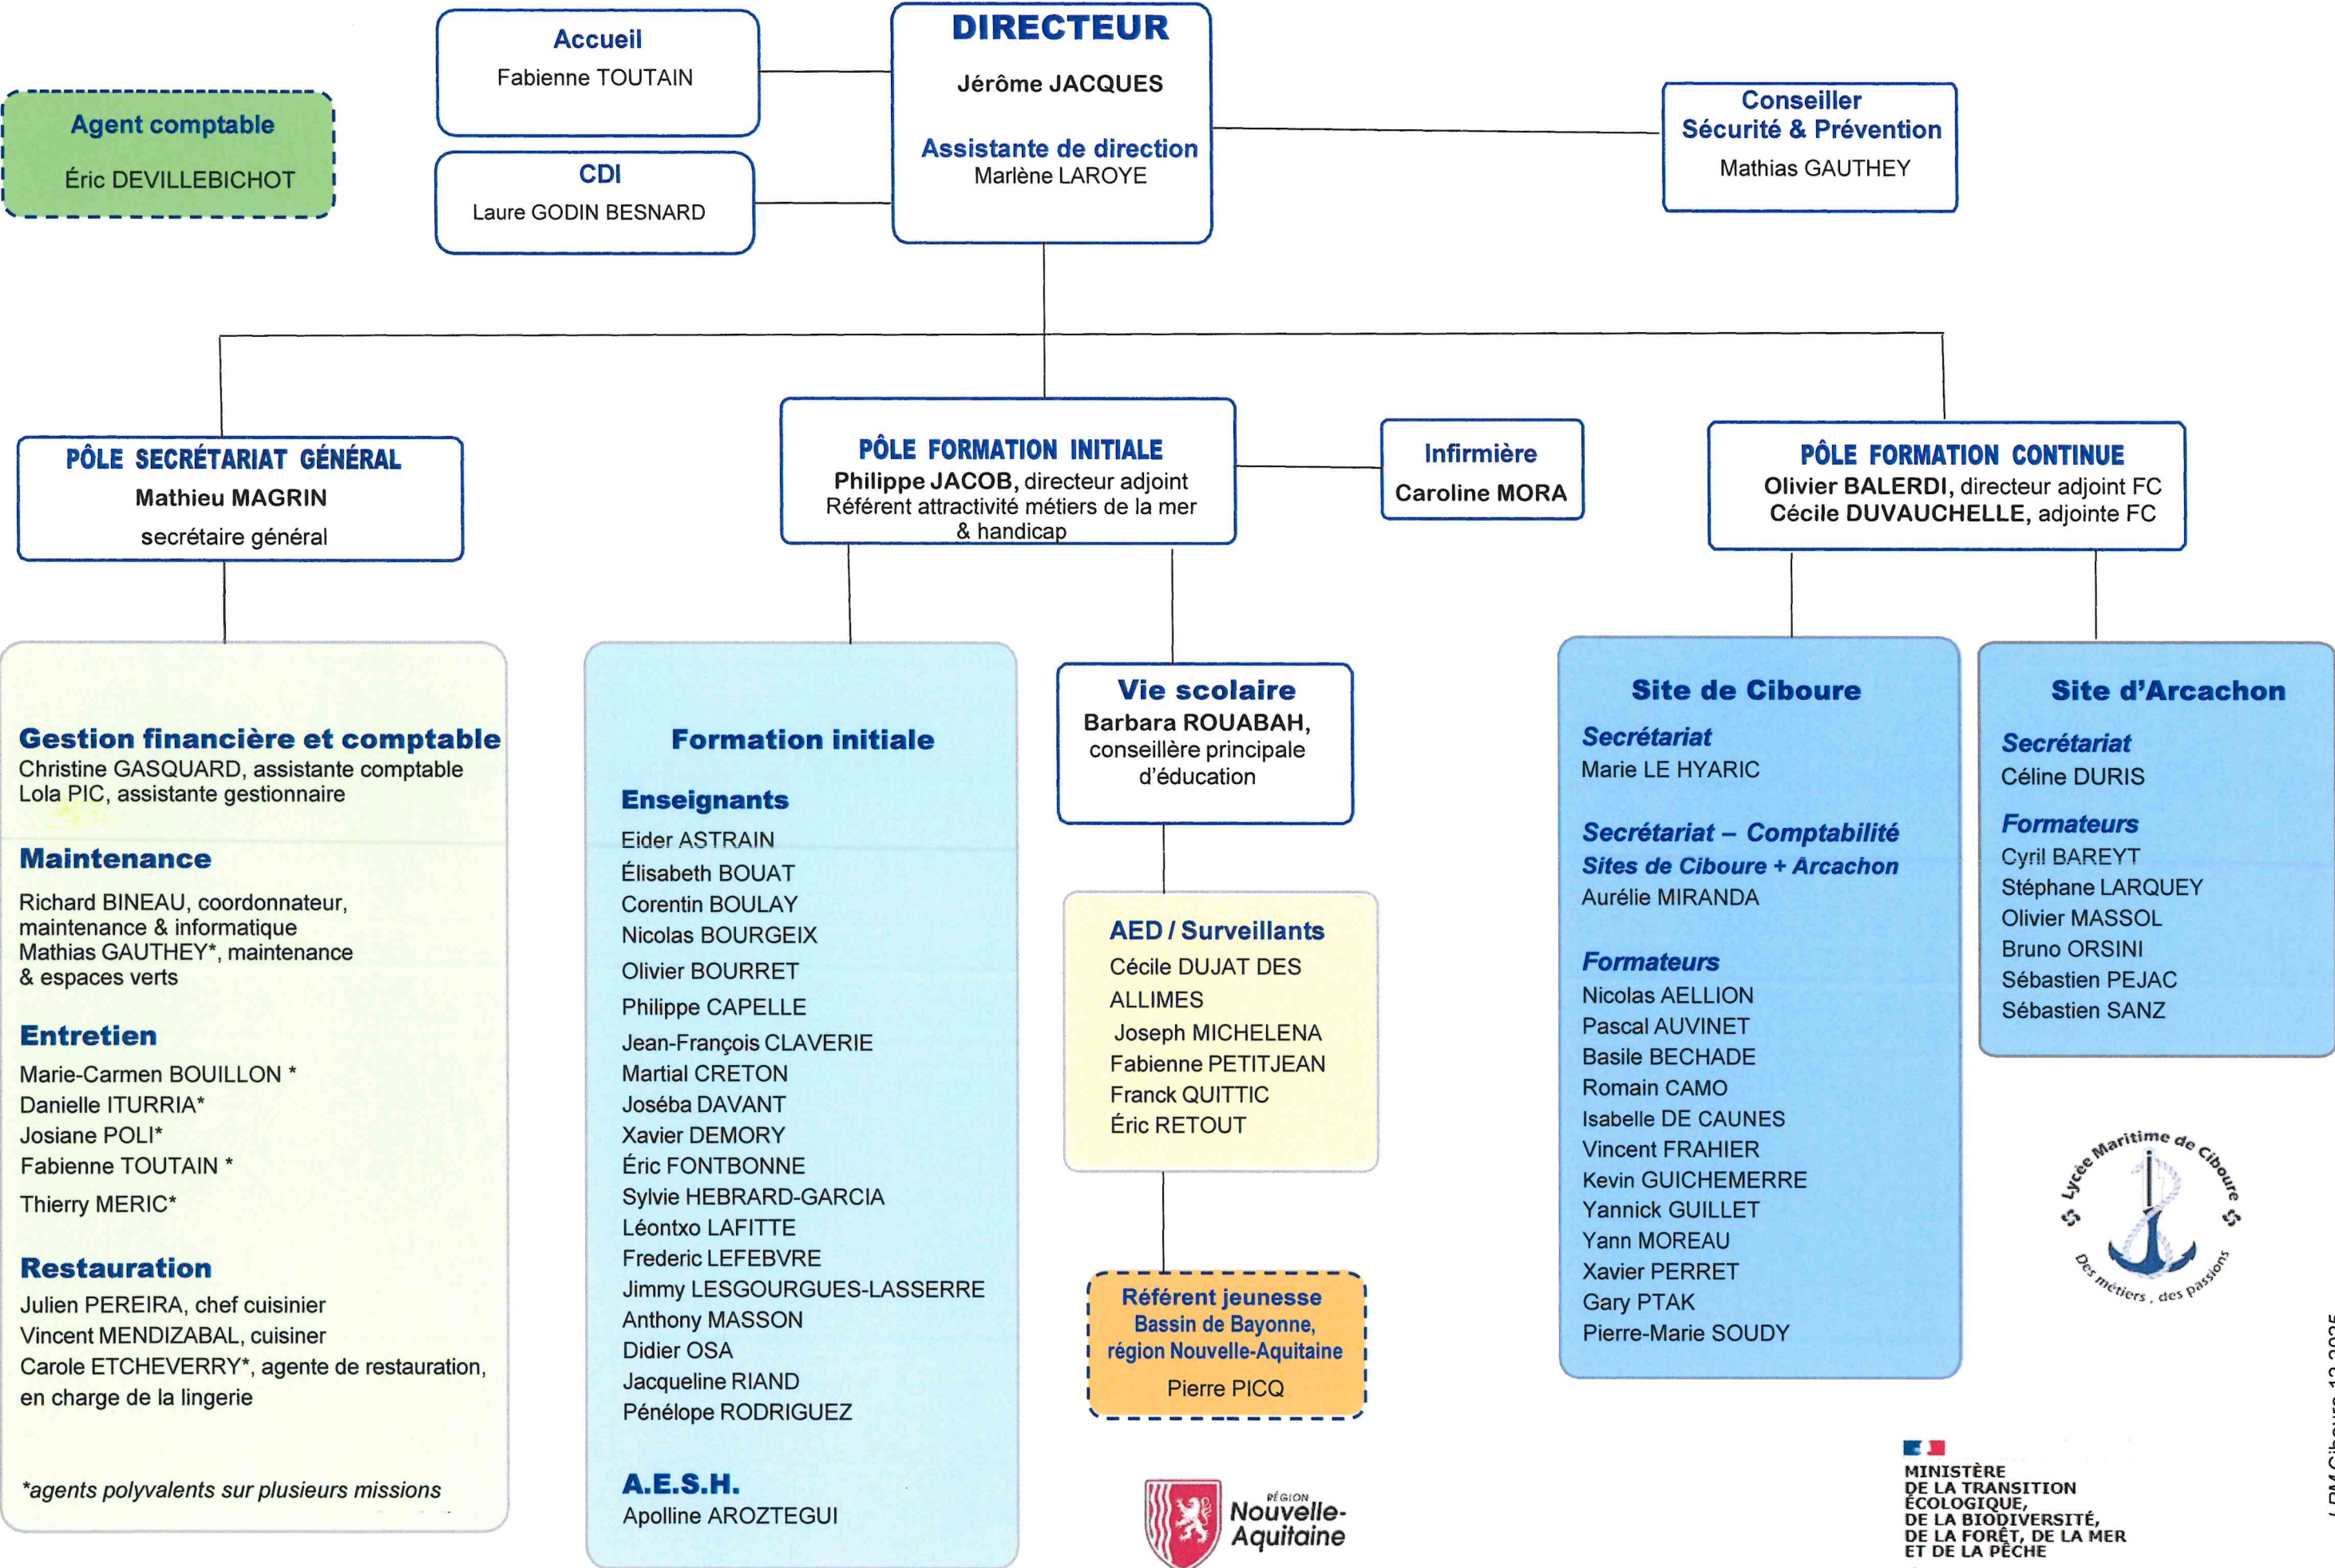 Accueil
Fabienne TOUTAIN
DIRECTEUR
Jérôme JACQUES
Assistante de direction
Marlène LAROYE
Agent comptable
Éric DEVILLEBICHOT
CDI
Laure GODIN BESNARD
Conseiller
Sécurité & Prévention
Mathias GAUTHEY
PÔLE SECRÉTARIAT GÉNÉRAL
Mathieu MAGRIN
secrétaire général
PÔLE FORMATION INITIALE
Philippe JACOB, directeur adjoint
Référent attractivité métiers de la mer
& handicap
Infirmière
Caroline MORA
PÔLE FORMATION CONTINUE
Olivier BALERDI, directeur adjoint FC
Cécile DUVAUCHELLE, adjointe FC
Gestion financière et comptable
Christine GASQUARD, assistante comptable
Lola PIC, assistante gestionnaire
Maintenance
Richard BINEAU, coordonnateur,
maintenance & informatique
Mathias GAUTHEY*, maintenance
& espaces verts
Entretien
Marie-Carmen BOUILLON *
Danielle ITURRIA*
Josiane POLI*
Fabienne TOUTAIN *
Thierry MERIC*
Restauration
Julien PEREIRA, chef cuisinier
Vincent MENDIZABAL, cuisiner
Carole ETCHEVERRY*, agente de restauration,
en charge de la lingerie
*agents polyvalents sur plusieurs missions
Formation initiale
Enseignants
Eider ASTRAIN
Élisabeth BOUAT
Corentin BOULAY
Nicolas BOURGEIX
Olivier BOURRET
Philippe CAPELLE
Jean-François CLAVERIE
Martial CRETON
Joséba DAVANT
Xavier DEMORY
Éric FONTBONNE
Sylvie HEBRARD-GARCIA
Léontxo LAFITTE
Frederic LEFEBVRE
Jimmy LESGOURGUES-LASSERRE
Anthony MASSON
Didier OSA
Jacqueline RIAND
Pénélope RODRIGUEZ
A.E.S.H.
Apolline AROZTEGUI
Vie scolaire
Barbara ROUABAH,
conseillère principale
d'éducation
AED / Surveillants
Cécile DUJAT DES
ALLIMES
Joseph MICHELENA
Fabienne PETITJEAN
Franck QUITTIC
Éric RETOUT
Référent jeunesse
Bassin de Bayonne,
région Nouvelle-Aquitaine
Pierre PICQ
RÉGION
Nouvelle-
Aquitaine
Site de Ciboure
Secrétariat
Marie LE HYARIC
Secrétariat – Comptabilité
Sites de Ciboure + Arcachon
Aurélie MIRANDA
Formateurs
Nicolas AELLION
Pascal AUVINET
Basile BECHADE
Romain CAMO
Isabelle DE CAUNES
Vincent FRAHIER
Kevin GUICHEMERRE
Yannick GUILLET
Yann MOREAU
Xavier PERRET
Gary PTAK
Pierre-Marie SOUDY
Site d'Arcachon
Secrétariat
Céline DURIS
Formateurs
Cyril BAREYT
Stéphane LARQUEY
Olivier MASSOL
Bruno ORSINI
Sébastien PEJAC
Sébastien SANZ
Lycée Maritime de Ciboure
Des métiers , des passions
MINISTÈRE
DE LA TRANSITION
ÉCOLOGIQUE,
DE LA BIODIVERSITÉ,
DE LA FORÊT, DE LA MER
ET DE LA PÊCHE